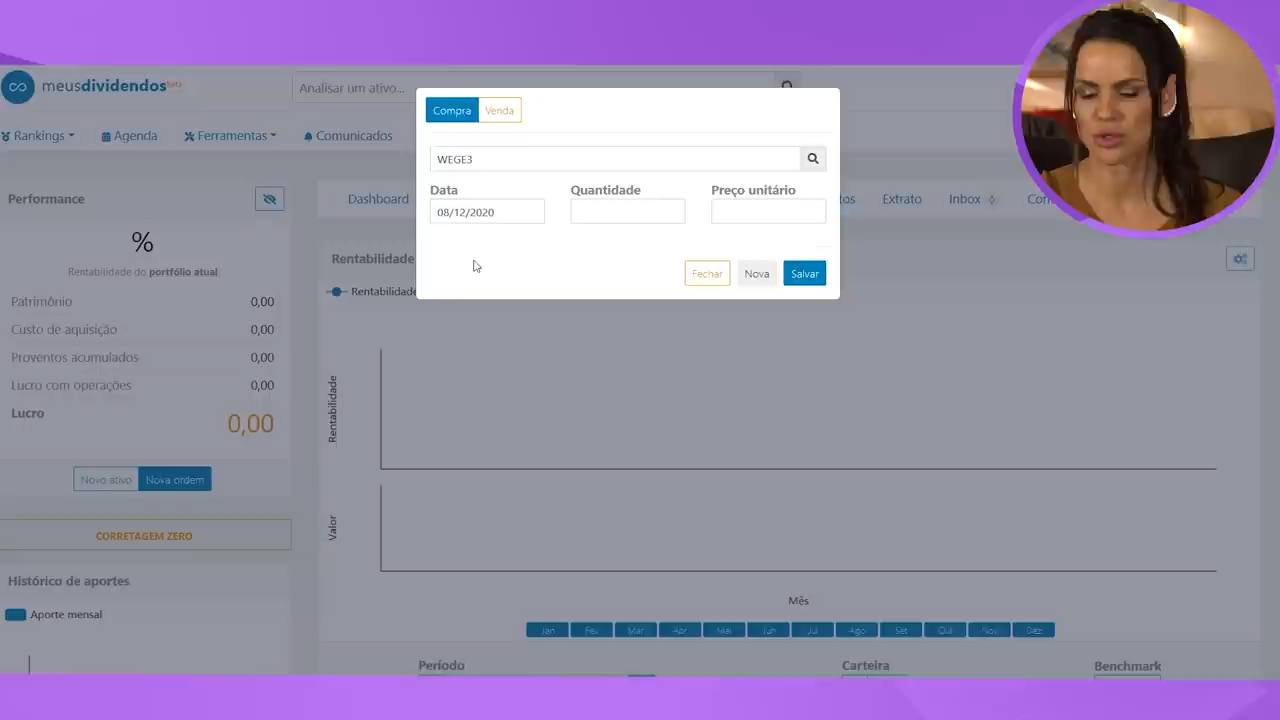 meusdividendos beta
Analisar um ativo...
Compra
Venda
Rankings
Agenda
Ferramentas
Comunicados
WEGE3
Data
Quantidade
Preço unitário
08/12/2020
Performance
Dashboard
Extrato
Inbox
0
%
Rentabilidade do portfólio atual
Rentabilidade
Fechar
Nova
Salvar
Rentabilidade
Patrimônio 0,00
Custo de aquisição 0,00
Proventos acumulados 0,00
Lucro com operações 0,00
Lucro
0,00
Rentabilidade
Novo ativo
Nova ordem
CORRETAGEM ZERO
Valor
Histórico de aportes
Aporte mensal
Mês
Jan Fev Mar Apr Mai Jun Jul Ago Set Out Nov Dez
Período
Carteira
Benchmark